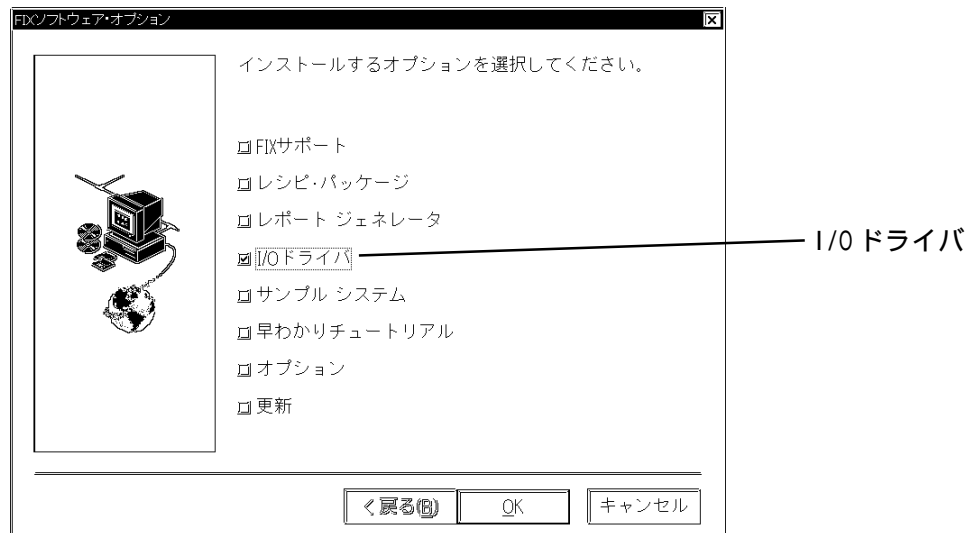 FIXソフトウェア・オプション
インストールするオプションを選択してください。
FIXサポート
レシピ・パッケージ
レポート ジェネレータ
I/Oドライバ
I/O ドライバ
サンプル システム
早わかりチュートリアル
オプション
更新
<戻る(B)
OK
キャンセル